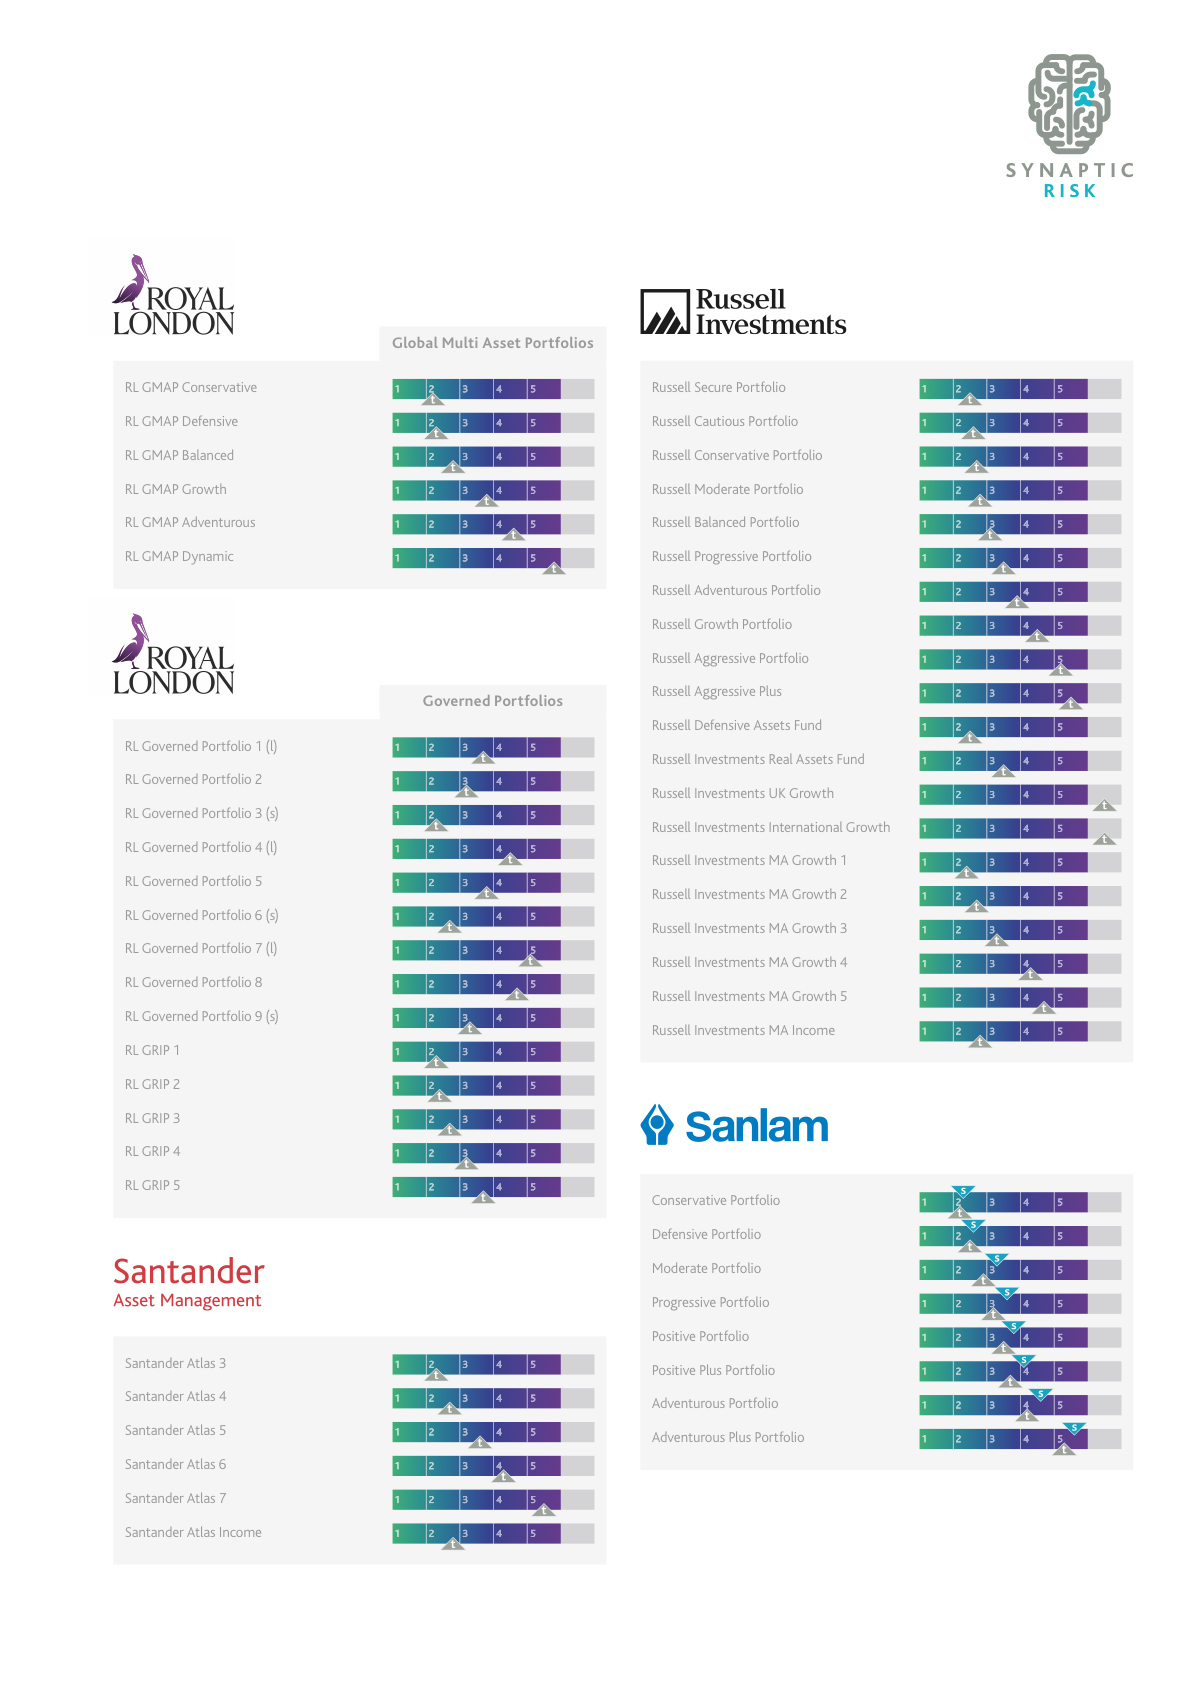 SYNAPTIC
RISK
ROYAL
LONDON
Global Multi Asset Portfolios
RL GMAP Conservative 1 2 3 4 5 t
RL GMAP Defensive 1 2 3 4 5 t
RL GMAP Balanced 1 2 3 4 5 t
RL GMAP Growth 1 2 3 4 5 t
RL GMAP Adventurous 1 2 3 4 5 t
RL GMAP Dynamic 1 2 3 4 5 t
ROYAL
LONDON
Governed Portfolios
RL Governed Portfolio 1 (l) 1 2 3 4 5 t
RL Governed Portfolio 2 1 2 3 4 5 t
RL Governed Portfolio 3 (s) 1 2 3 4 5 t
RL Governed Portfolio 4 (l) 1 2 3 4 5 t
RL Governed Portfolio 5 1 2 3 4 5 t
RL Governed Portfolio 6 (s) 1 2 3 4 5 t
RL Governed Portfolio 7 (l) 1 2 3 4 5 t
RL Governed Portfolio 8 1 2 3 4 5 t
RL Governed Portfolio 9 (s) 1 2 3 4 5 t
RL GRIP 1 1 2 3 4 5 t
RL GRIP 2 1 2 3 4 5 t
RL GRIP 3 1 2 3 4 5 t
RL GRIP 4 1 2 3 4 5 t
RL GRIP 5 1 2 3 4 5 t
Santander
Asset Management
Santander Atlas 3 1 2 3 4 5 t
Santander Atlas 4 1 2 3 4 5 t
Santander Atlas 5 1 2 3 4 5 t
Santander Atlas 6 1 2 3 4 5 t
Santander Atlas 7 1 2 3 4 5 t
Santander Atlas Income 1 2 3 4 5 t
Russell
Investments
Russell Secure Portfolio 1 2 3 4 5 t
Russell Cautious Portfolio 1 2 3 4 5 t
Russell Conservative Portfolio 1 2 3 4 5 t
Russell Moderate Portfolio 1 2 3 4 5 t
Russell Balanced Portfolio 1 2 3 4 5 t
Russell Progressive Portfolio 1 2 3 4 5 t
Russell Adventurous Portfolio 1 2 3 4 5 t
Russell Growth Portfolio 1 2 3 4 5 t
Russell Aggressive Portfolio 1 2 3 4 5 t
Russell Aggressive Plus 1 2 3 4 5 t
Russell Defensive Assets Fund 1 2 3 4 5 t
Russell Investments Real Assets Fund 1 2 3 4 5 t
Russell Investments UK Growth 1 2 3 4 5 t
Russell Investments International Growth 1 2 3 4 5 t
Russell Investments MA Growth 1 1 2 3 4 5 t
Russell Investments MA Growth 2 1 2 3 4 5 t
Russell Investments MA Growth 3 1 2 3 4 5 t
Russell Investments MA Growth 4 1 2 3 4 5 t
Russell Investments MA Growth 5 1 2 3 4 5 t
Russell Investments MA Income 1 2 3 4 5 t
Sanlam
Conservative Portfolio 1 2 3 4 5 s t
Defensive Portfolio 1 2 3 4 5 s t
Moderate Portfolio 1 2 3 4 5 s t
Progressive Portfolio 1 2 3 4 5 s t
Positive Portfolio 1 2 3 4 5 s t
Positive Plus Portfolio 1 2 3 4 5 s t
Adventurous Portfolio 1 2 3 4 5 s t
Adventurous Plus Portfolio 1 2 3 4 5 s t